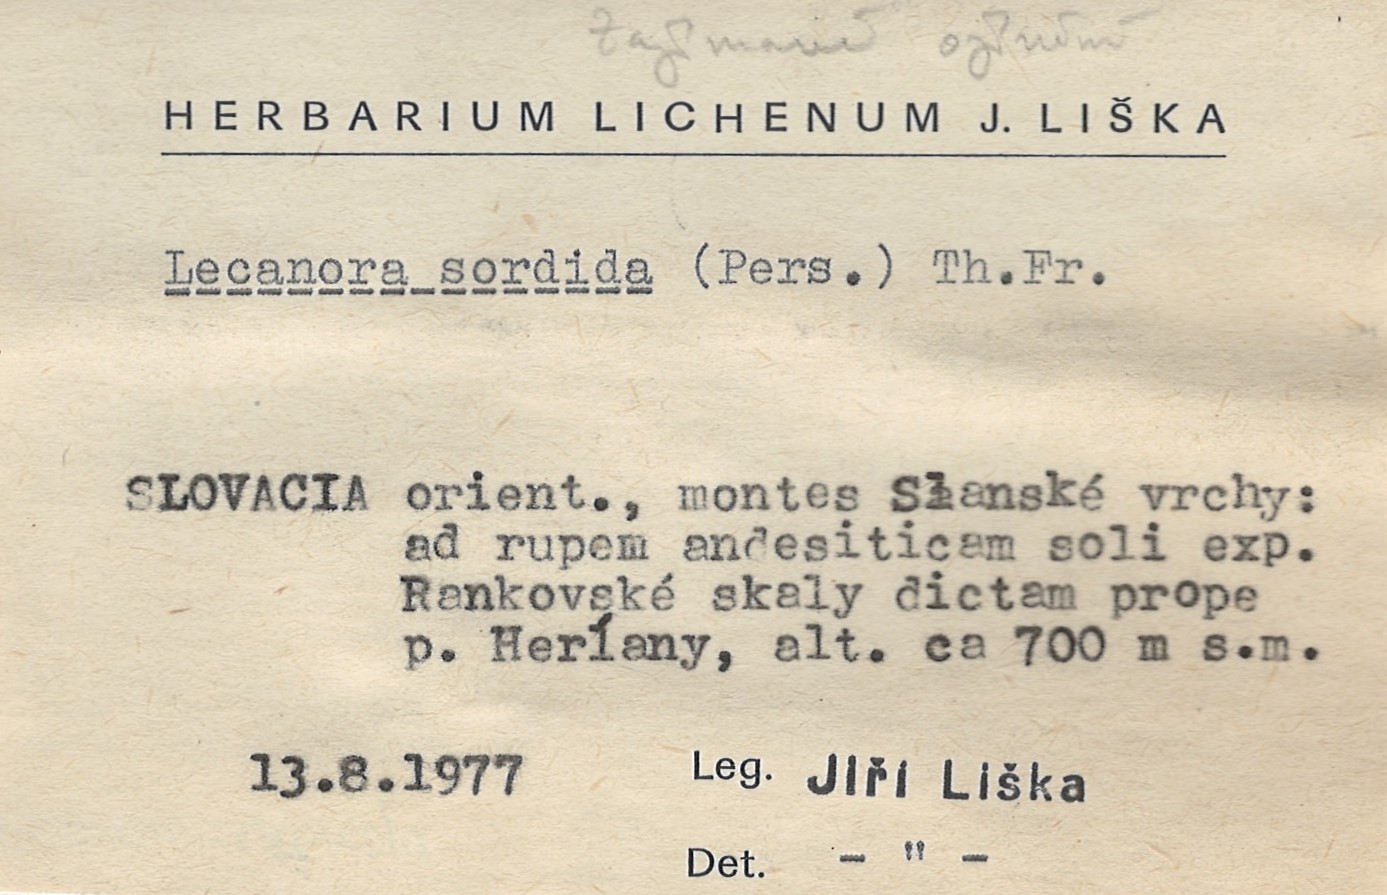 HERBARIUM LICHENUM J. LIŠKA
Lecanora sordida (Pers.) Th.Fr.
SLOVACIA orient., montes Slanské vrchy:
ad rupem andesiticam soli exp.
Rankovské skaly dictam prope
p. Herľany, alt. ca 700 m s.m.
13.8.1977 Leg. Jiří Liška
Det. - " -